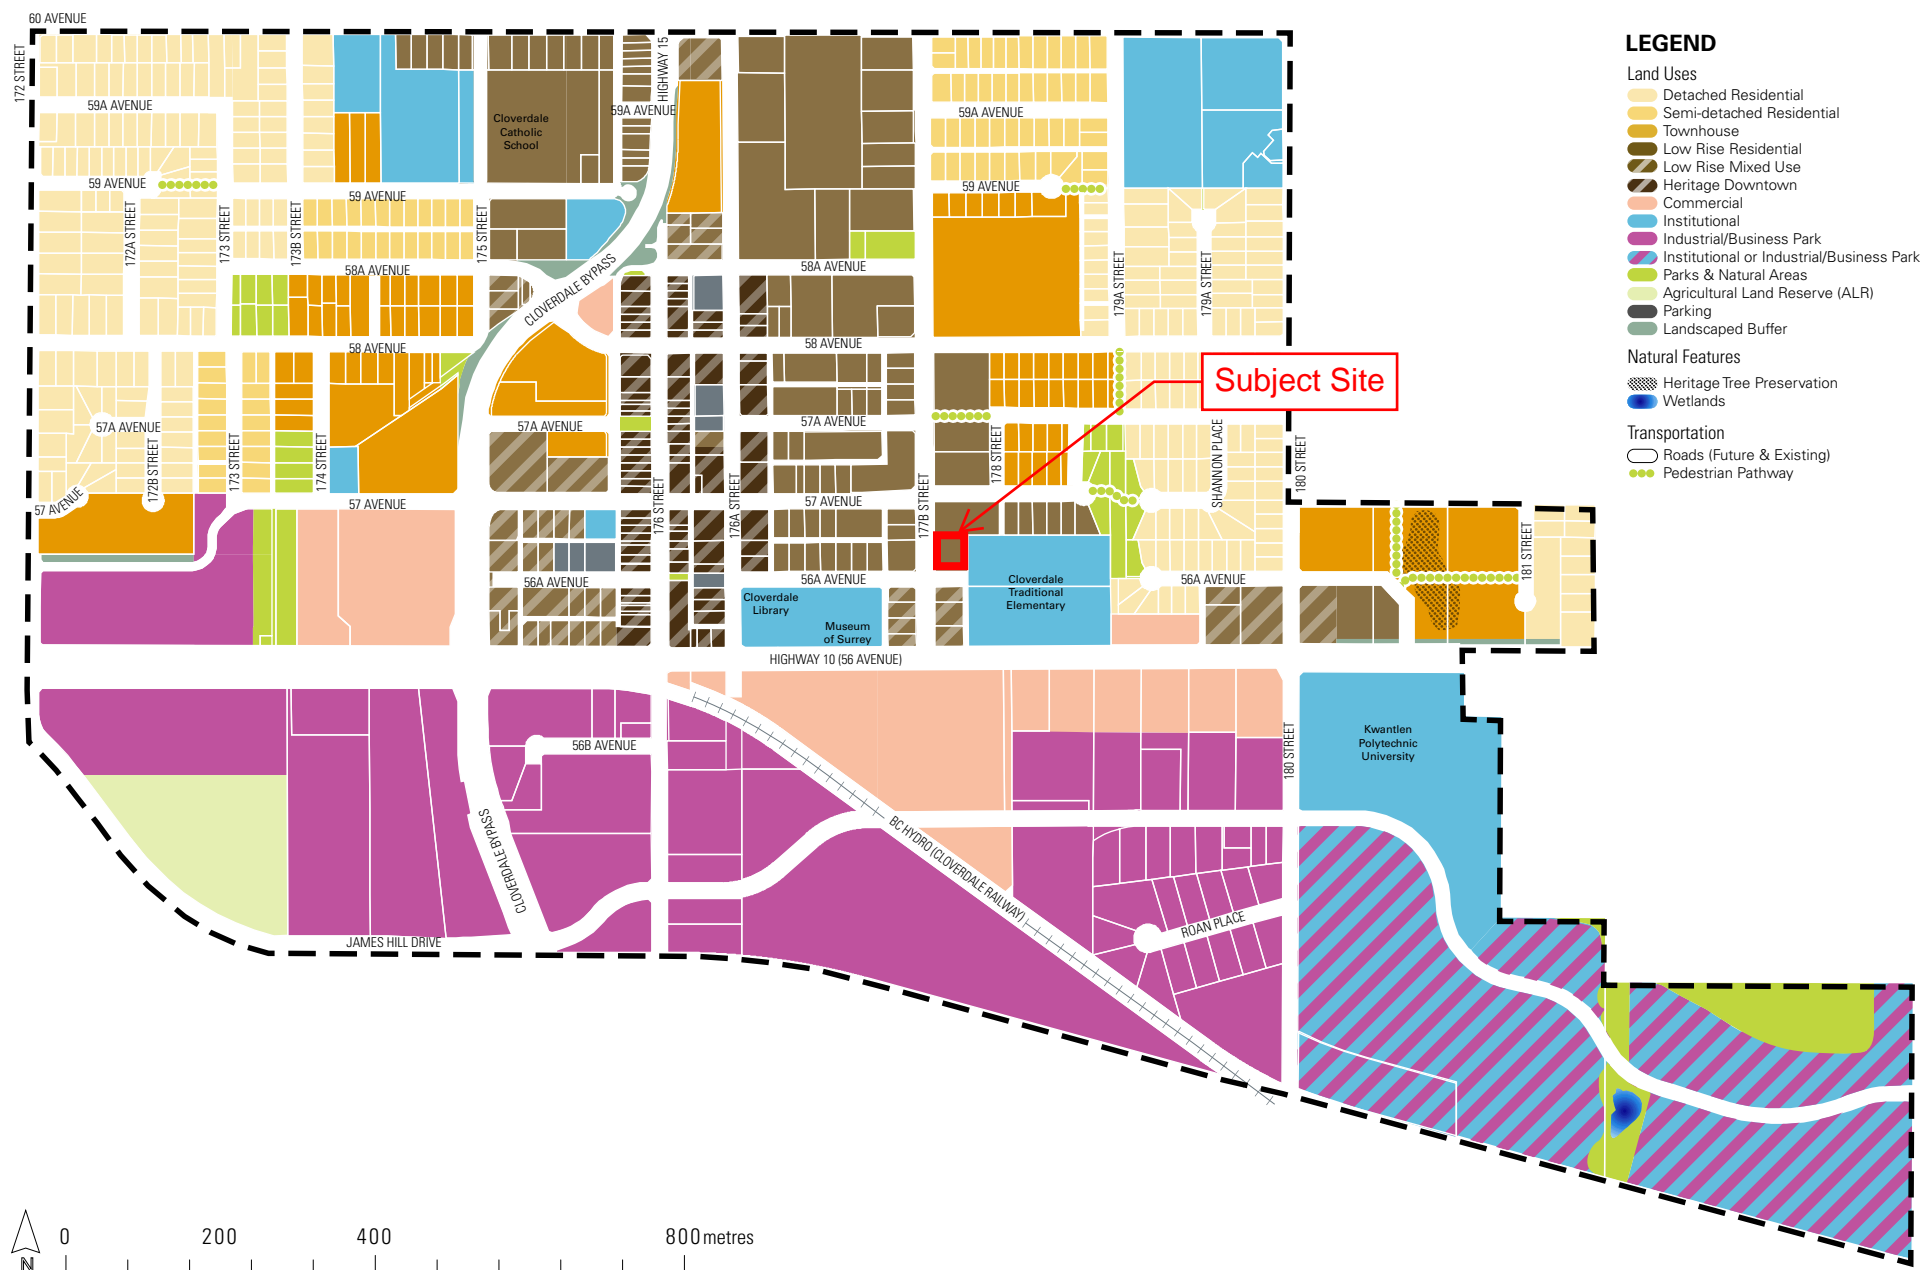 60 AVENUE
172 STREET
HIGHWAY 15
59A AVENUE
59A AVENUE
59A AVENUE
Cloverdale
Catholic
School
59 AVENUE
59 AVENUE
59 AVENUE
172A STREET
173 STREET
173B STREET
175 STREET
58A AVENUE
58A AVENUE
CLOVERDALE BYPASS
179A STREET
179A STREET
58 AVENUE
58 AVENUE
Subject Site
57A AVENUE
57A AVENUE
57A AVENUE
172B STREET
173 STREET
174 STREET
176 STREET
176A STREET
177B STREET
178 STREET
SHANNON PLACE
180 STREET
57 AVENUE
57 AVENUE
57 AVENUE
181 STREET
56A AVENUE
56A AVENUE
56A AVENUE
Cloverdale
Traditional
Elementary
Cloverdale
Library
Museum
of Surrey
HIGHWAY 10 (56 AVENUE)
56B AVENUE
180 STREET
Kwantlen
Polytechnic
University
CLOVERDALE BYPASS
BC HYDRO (CLOVERDALE RAILWAY)
ROAN PLACE
JAMES HILL DRIVE
LEGEND
Land Uses
Detached Residential
Semi-detached Residential
Townhouse
Low Rise Residential
Low Rise Mixed Use
Heritage Downtown
Commercial
Institutional
Industrial/Business Park
Institutional or Industrial/Business Park
Parks & Natural Areas
Agricultural Land Reserve (ALR)
Parking
Landscaped Buffer
Natural Features
Heritage Tree Preservation
Wetlands
Transportation
Roads (Future & Existing)
Pedestrian Pathway
N
0 200 400 800 metres